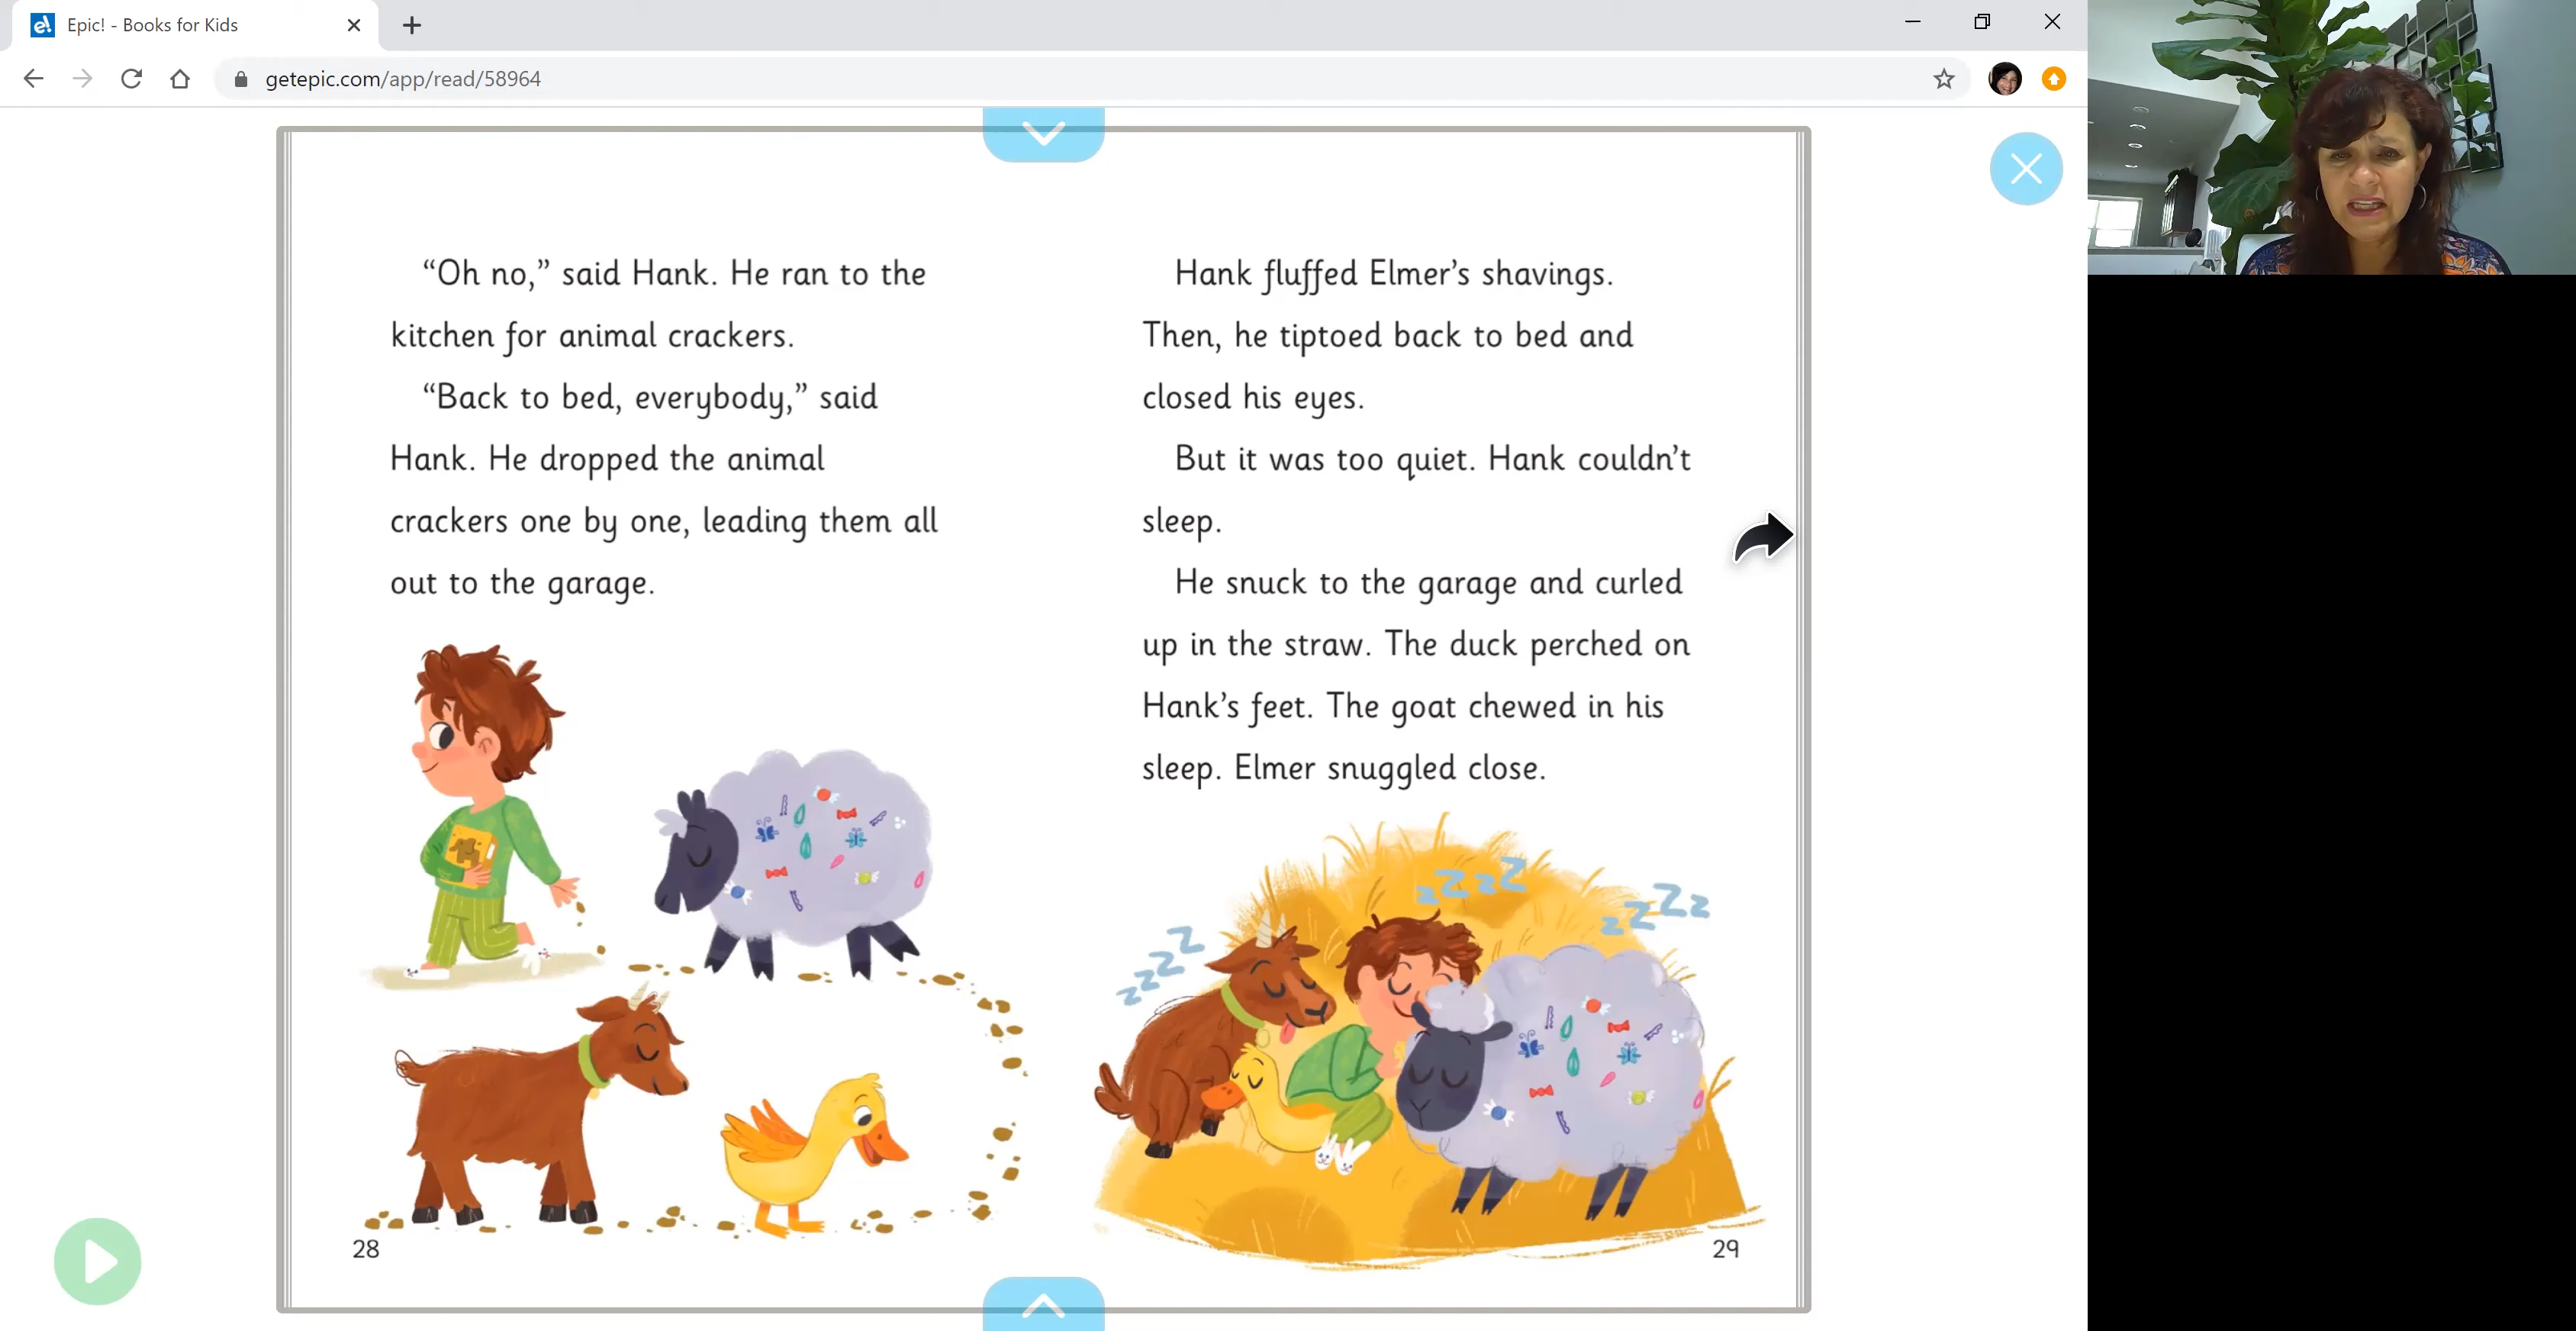 Epic! - Books for Kids
getepic.com/app/read/58964
“Oh no,” said Hank. He ran to the
kitchen for animal crackers.
“Back to bed, everybody,” said
Hank. He dropped the animal
crackers one by one, leading them all
out to the garage.
28
Hank fluffed Elmer’s shavings.
Then, he tiptoed back to bed and
closed his eyes.
But it was too quiet. Hank couldn’t
sleep.
He snuck to the garage and curled
up in the straw. The duck perched on
Hank’s feet. The goat chewed in his
sleep. Elmer snuggled close.
zzzz
zzzz
zzzz
29